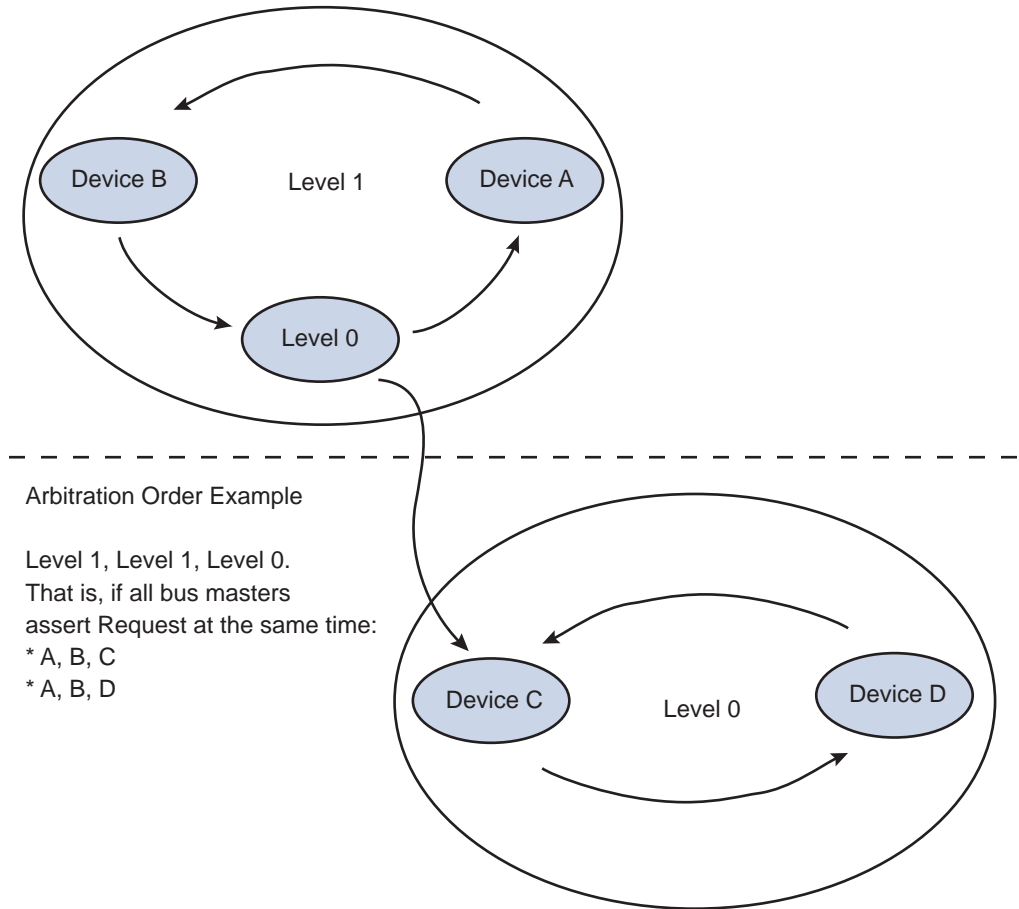 Device B
Level 1
Device A
Level 0
Arbitration Order Example
Level 1, Level 1, Level 0.
That is, if all bus masters
assert Request at the same time:
* A, B, C
* A, B, D
Device C
Level 0
Device D